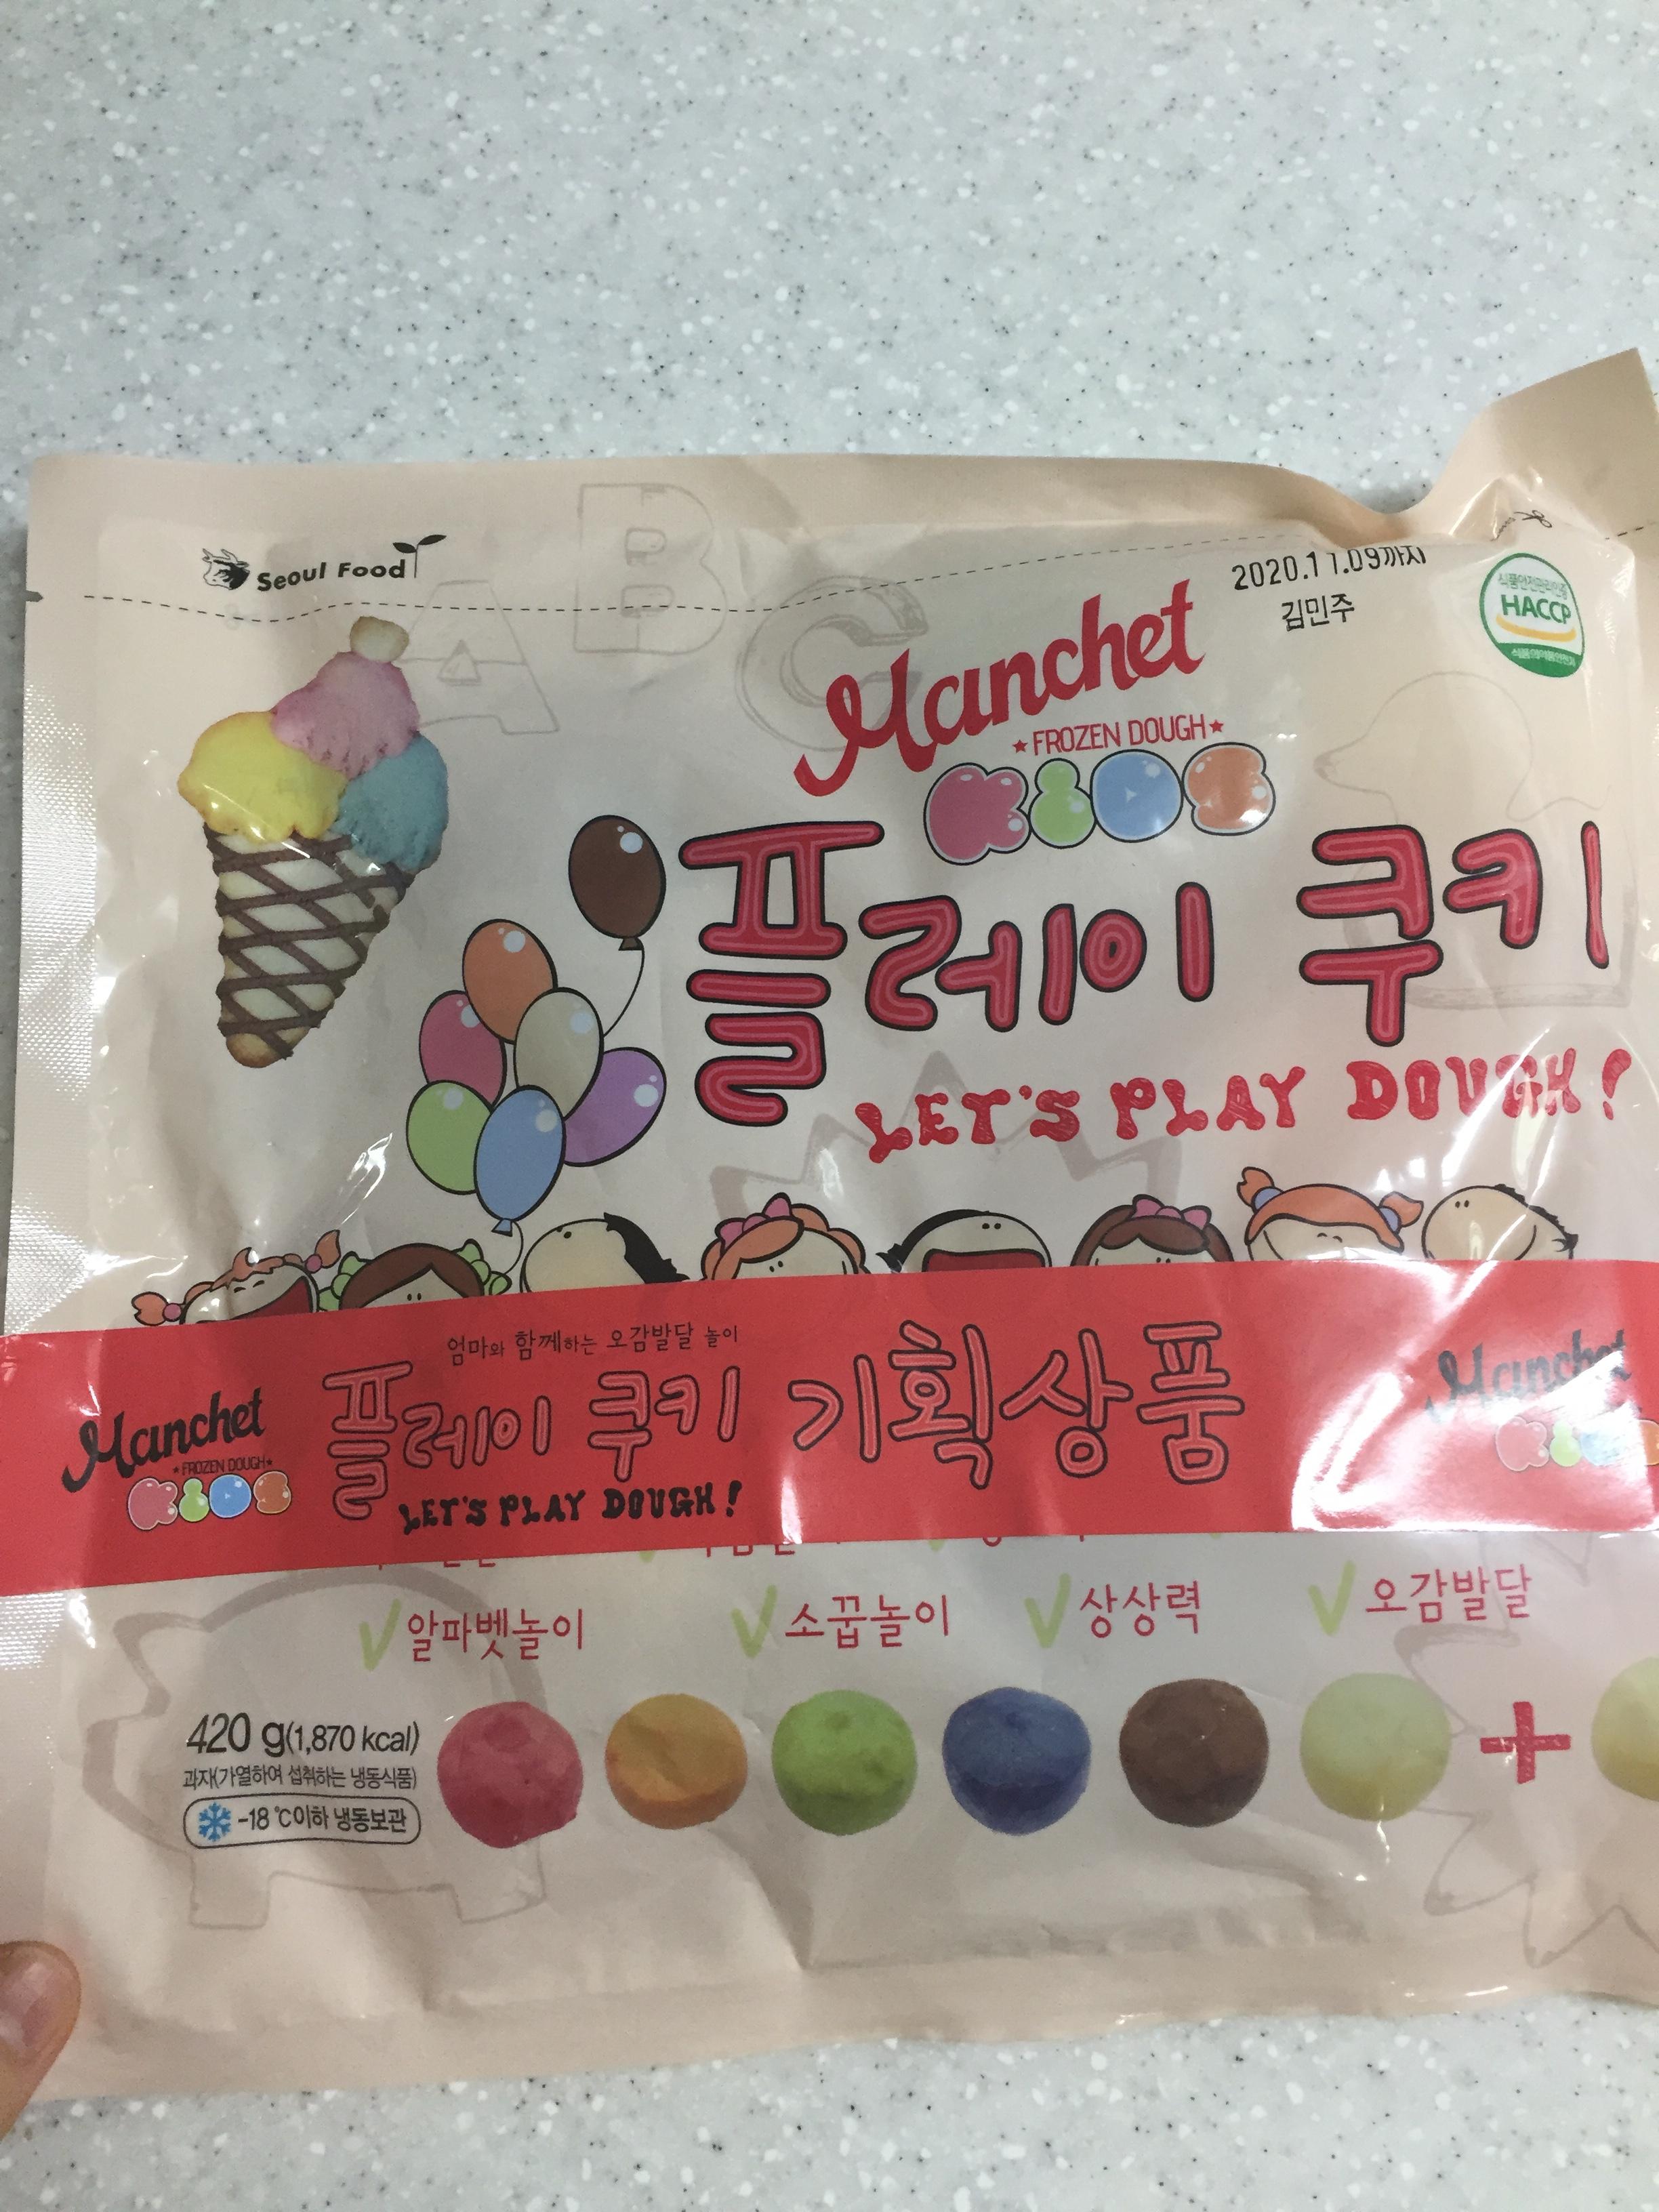 Seoul Food
2020.11.09까지
김민주
HACCP
Manchet
★FROZEN DOUGH★
KIDS
플레이 쿠키
LET'S PLAY DOUGH!
엄마와 함께하는 오감발달 놀이
플레이 쿠키 기획상품
LET'S PLAY DOUGH!
Manchet
★FROZEN DOUGH★
KIDS
Manchet
✓알파벳놀이 ✓소꿉놀이 ✓상상력 ✓오감발달
420 g(1,870 kcal)
과자(가열하여 섭취하는 냉동식품)
-18℃이하 냉동보관
+
A B C